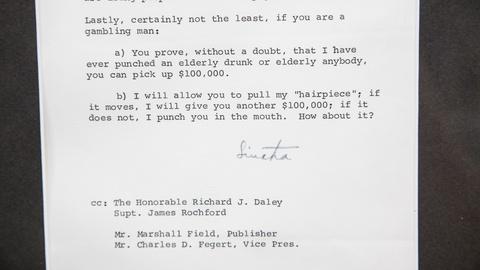 Lastly, certainly not the least, if you are a
gambling man:
a) You prove, without a doubt, that I have
ever punched an elderly drunk or elderly anybody,
you can pick up $100,000.
b) I will allow you to pull my "hairpiece"; if
it moves, I will give you another $100,000; if it
does not, I punch you in the mouth. How about it?
Sinatra
cc: The Honorable Richard J. Daley
Supt. James Rochford
Mr. Marshall Field, Publisher
Mr. Charles D. Fegert, Vice Pres.